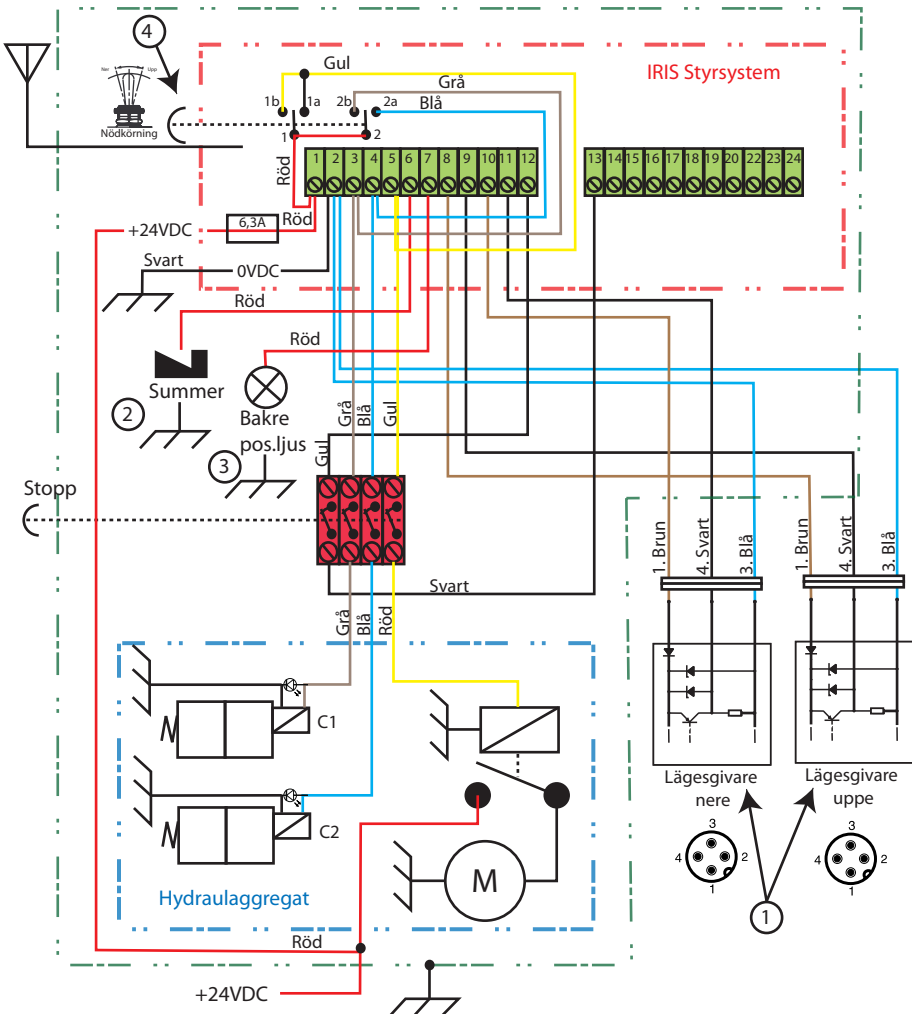 4
IRIS Styrsystem
Ner
Upp
Nödkörning
Gul
Grå
Blå
1b
1a
2b
2a
1
2
Röd
1 2 3 4 5 6 7 8 9 10 11 12
13 14 15 16 17 18 19 20 22 22 23 24
+24VDC
6,3A
Röd
Svart
0VDC
Röd
Röd
Summer
2
Bakre
pos.ljus
3
Gul
Grå
Blå
Gul
Stopp
Svart
Grå
Blå
Röd
1. Brun
4. Svart
3. Blå
1. Brun
4. Svart
3. Blå
C1
C2
M
Hydraulaggregat
Lägesgivare
nere
Lägesgivare
uppe
3
4
2
1
3
4
2
1
1
Röd
+24VDC